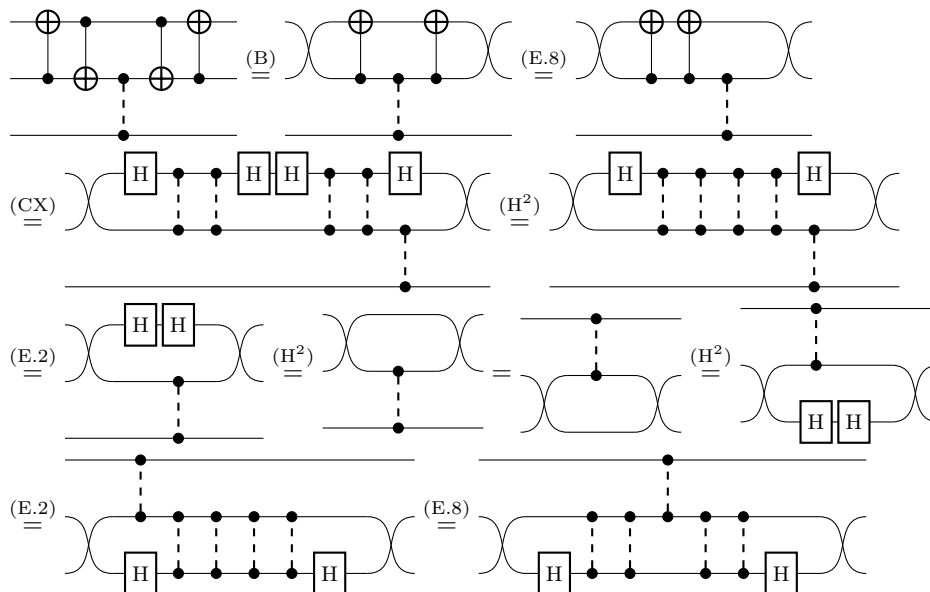 (B) = (E.8) =
(CX) = H H H H (H²) = H H
(E.2) = H H (H²) = = (H²) = H H
(E.2) = H H (E.8) = H H